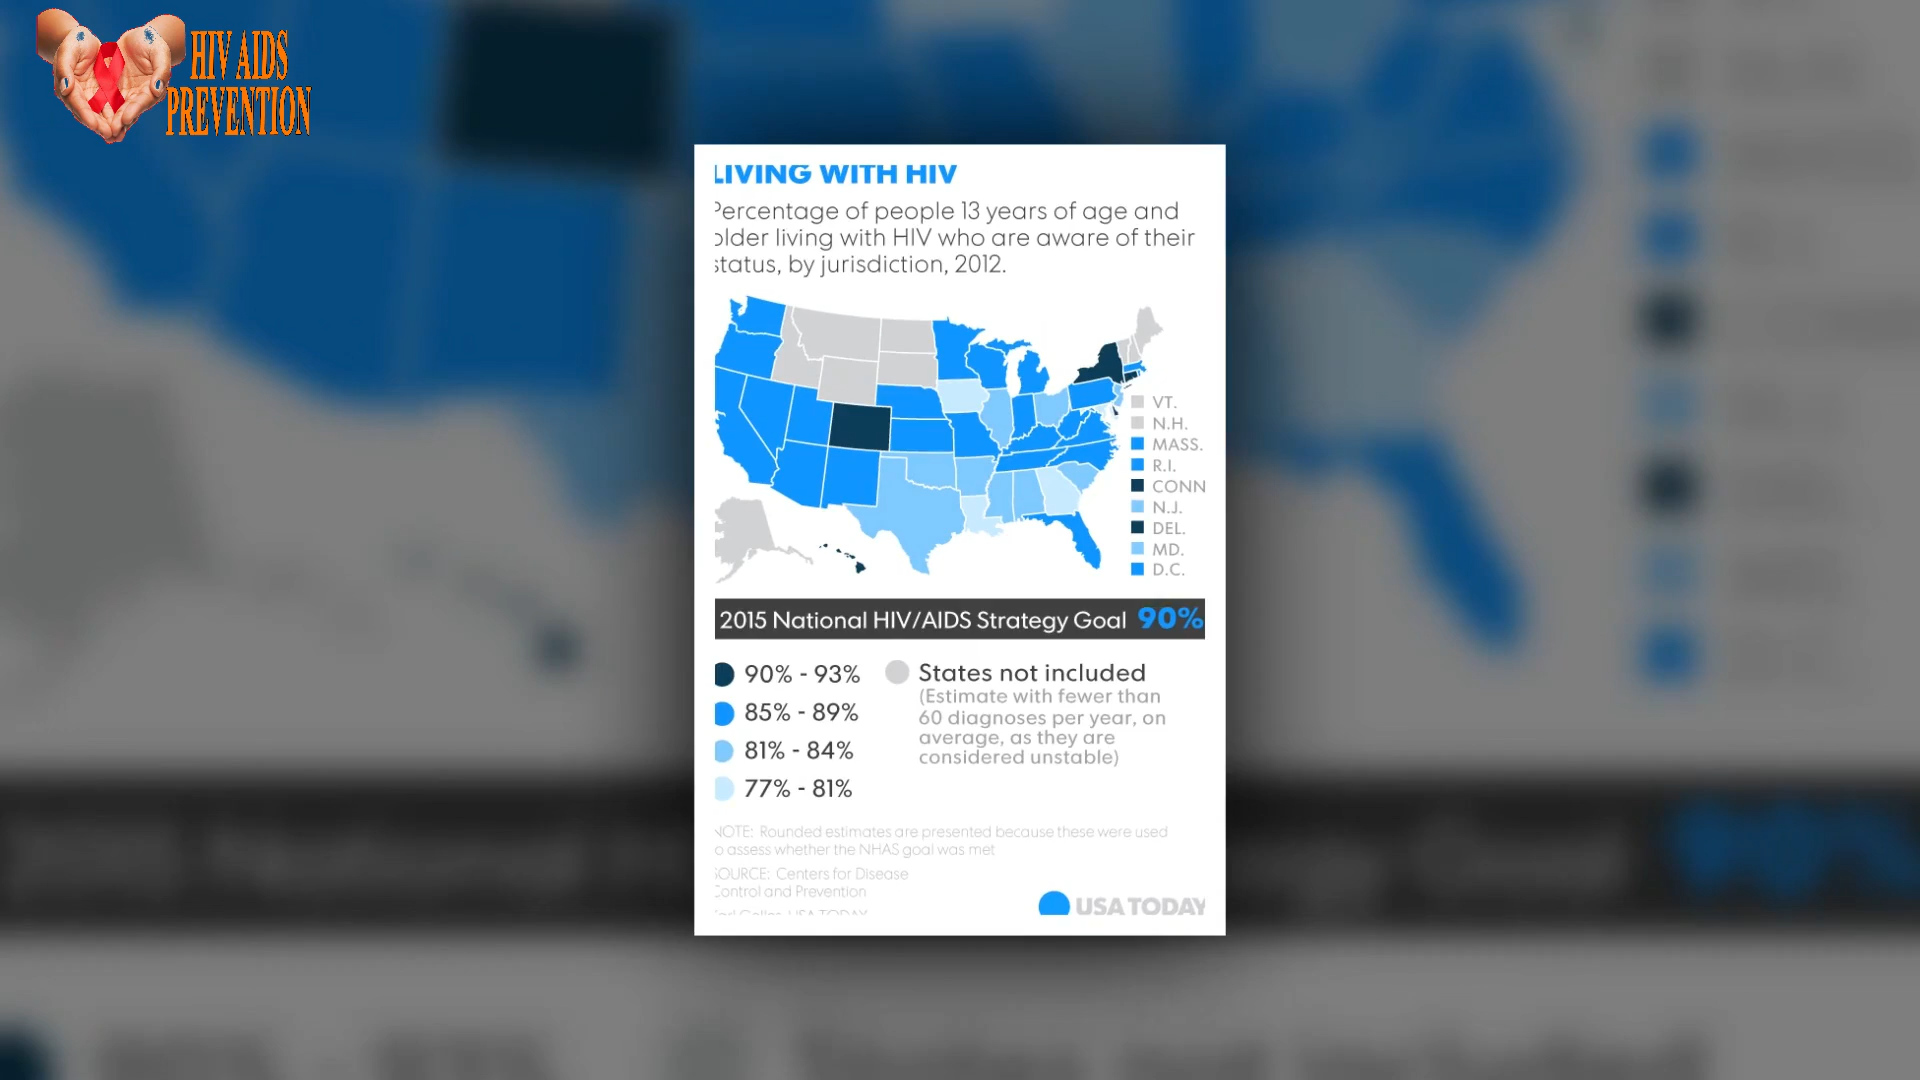 HIV AIDS
PREVENTION
LIVING WITH HIV
Percentage of people 13 years of age and
older living with HIV who are aware of their
status, by jurisdiction, 2012.
VT.
N.H.
MASS.
R.I.
CONN
N.J.
DEL.
MD.
D.C.
2015 National HIV/AIDS Strategy Goal 90%
90% - 93%
85% - 89%
81% - 84%
77% - 81%
States not included
(Estimate with fewer than
60 diagnoses per year, on
average, as they are
considered unstable)
NOTE: Rounded estimates are presented because these were used
o assess whether the NHAS goal was met
SOURCE: Centers for Disease
Control and Prevention
USA TODAY
USA TODAY